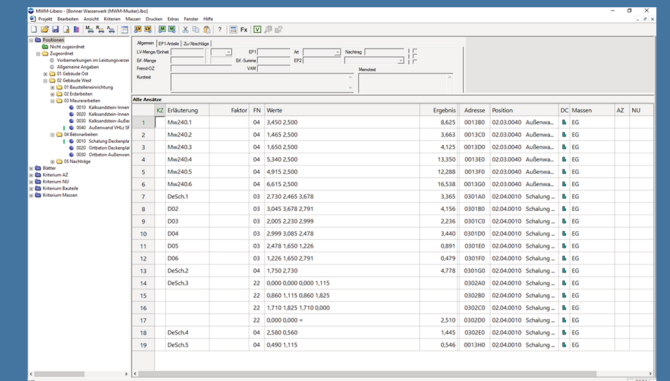 MWM-Libero - [Bonner Wasserwerk (MWM-Muster).lbo]
Projekt Bearbeiten Ansicht Kriterien Massen Drucken Extras Fenster Hilfe
Fx
Positionen
Nicht zugeordnet
Zugeordnet
Vorbemerkungen im Leistungsverzei
Allgemeine Angaben
01 Gebäude Ost
02 Gebäude West
01 Baustelleneinrichtung
02 Erdarbeiten
03 Mauerarbeiten
0010 Kalksandstein-Innen
0020 Kalksandstein-Innen
0030 Kalksandstein-Außen
0040 Außenwand VHLz SF
04 Betonarbeiten
0010 Schalung Deckenpla
0020 Ortbeton Deckenplat
0030 Ortbeton Außenwan
05 Nachträge
Blätter
Kriterium AZ
Kriterium NU
Kriterium Bauteile
Kriterium Massen
Allgemein EP1 Anteile Zu-/Abschläge
LV-Menge/Einheit EP1 Art Nachtrag
Erf.-Menge Erf.-Summe EP2
Fremd-OZ VAR Memotext
Kurztext
Alle Ansätze
KZ Erläuterung Faktor FN Werte Ergebnis Adresse Position DC Massen AZ NU
1 Mw240.1 04 3,450 2,500 8,625 0013B0 02.03.0040 Außenwa... EG
2 Mw240.2 04 1,465 2,500 3,663 0013C0 02.03.0040 Außenwa... EG
3 Mw240.3 04 1,650 2,500 4,125 0013D0 02.03.0040 Außenwa... EG
4 Mw240.4 04 5,340 2,500 13,350 0013E0 02.03.0040 Außenwa... EG
5 Mw240.5 04 4,915 2,500 12,288 0013F0 02.03.0040 Außenwa... EG
6 Mw240.6 04 6,615 2,500 16,538 0013G0 02.03.0040 Außenwa... EG
7 DeSch.1 03 2,730 2,465 3,678 3,365 0301A0 02.04.0010 Schalung ... EG
8 D02 03 3,045 3,678 2,791 4,156 0301B0 02.04.0010 Schalung ... EG
9 D03 03 2,005 2,230 2,999 2,236 0301C0 02.04.0010 Schalung ... EG
10 D04 03 2,999 3,085 2,478 3,440 0301D0 02.04.0010 Schalung ... EG
11 D05 03 2,478 1,650 1,226 0,891 0301E0 02.04.0010 Schalung ... EG
12 D06 03 1,226 1,650 2,791 0,479 0301F0 02.04.0010 Schalung ... EG
13 DeSch.2 04 1,750 2,730 4,778 0301G0 02.04.0010 Schalung ... EG
14 DeSch.3 22 0,000 0,000 0,000 1,115 0302A0 02.04.0010 Schalung ... EG
15 22 0,860 1,115 0,860 1,825 0302B0 02.04.0010 Schalung ... EG
16 22 1,710 1,825 1,710 0,000 0302C0 02.04.0010 Schalung ... EG
17 22 0,000 0,000 = 2,510 0302D0 02.04.0010 Schalung ... EG
18 DeSch.4 04 2,580 0,560 1,445 0302E0 02.04.0010 Schalung ... EG
19 DeSch.5 04 0,490 1,115 0,546 0013H0 02.04.0010 Schalung ... EG